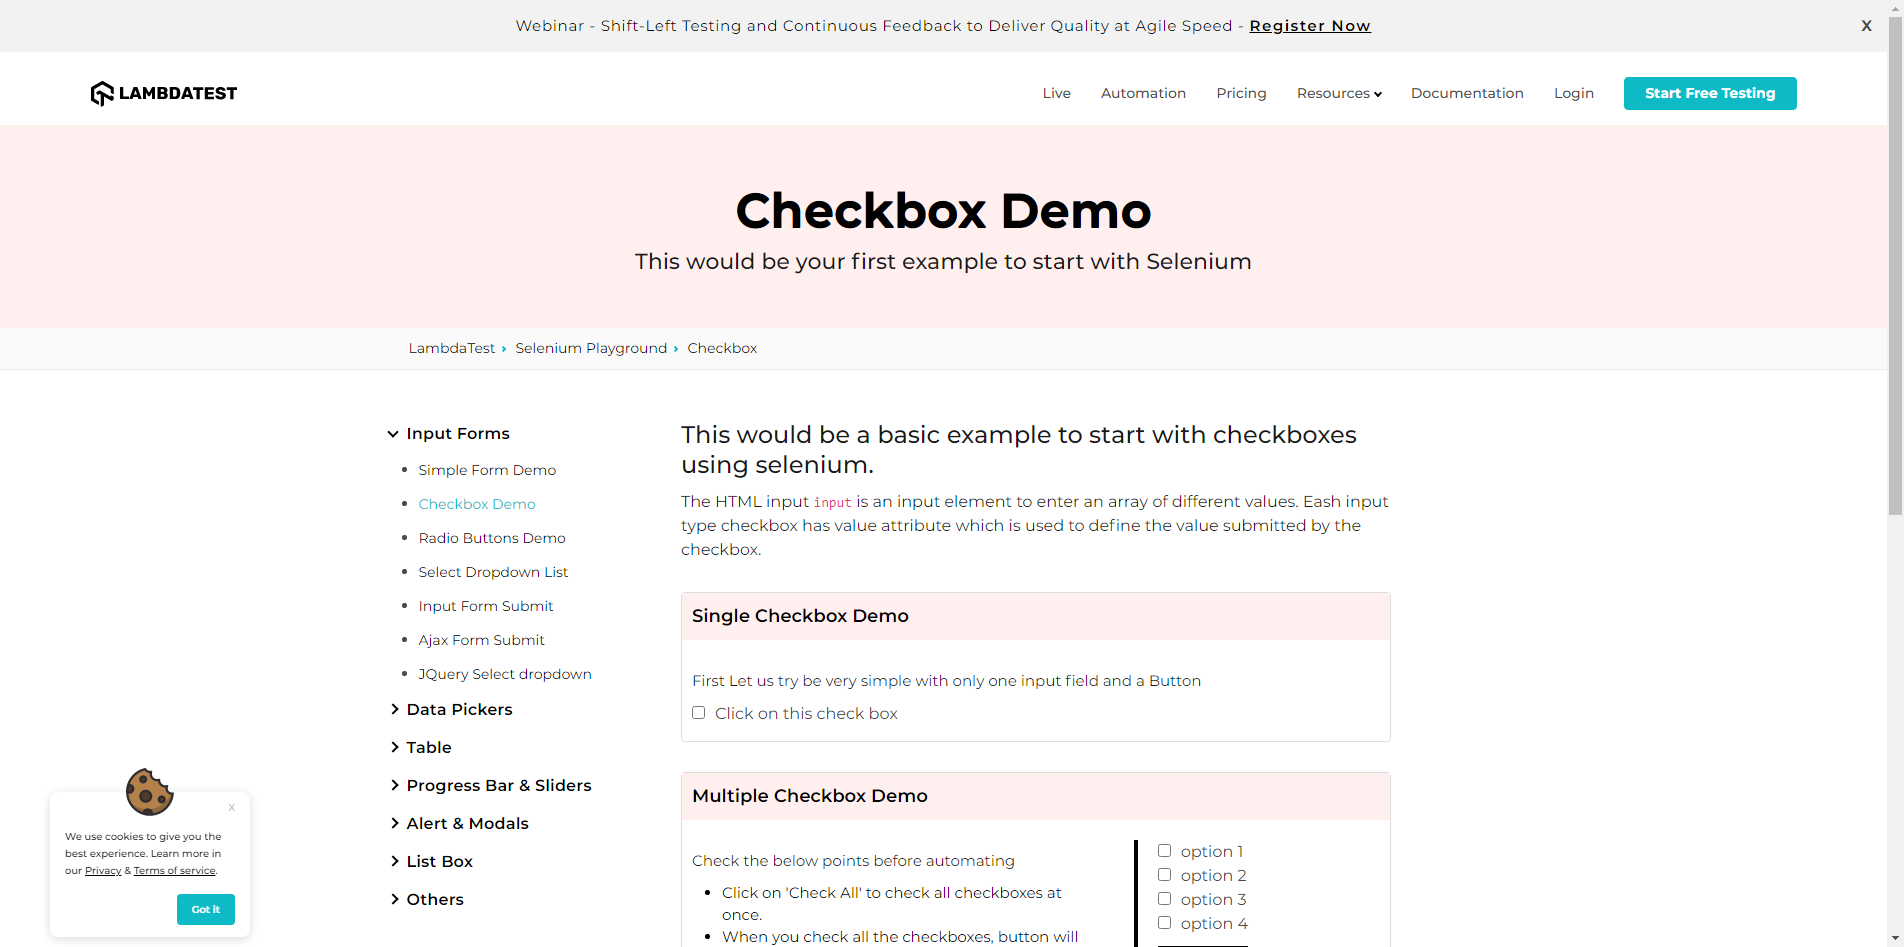 Webinar - Shift-Left Testing and Continuous Feedback to Deliver Quality at Agile Speed - Register Now
X
LAMBDATEST
Live
Automation
Pricing
Resources
Documentation
Login
Start Free Testing
Checkbox Demo
This would be your first example to start with Selenium
LambdaTest › Selenium Playground › Checkbox
Input Forms
Simple Form Demo
Checkbox Demo
Radio Buttons Demo
Select Dropdown List
Input Form Submit
Ajax Form Submit
JQuery Select dropdown
Data Pickers
Table
Progress Bar & Sliders
Alert & Modals
List Box
Others
This would be a basic example to start with checkboxes
using selenium.
The HTML input input is an input element to enter an array of different values. Eash input
type checkbox has value attribute which is used to define the value submitted by the
checkbox.
Single Checkbox Demo
First Let us try be very simple with only one input field and a Button
Click on this check box
Multiple Checkbox Demo
Check the below points before automating
• Click on 'Check All' to check all checkboxes at
once.
• When you check all the checkboxes, button will
option 1
option 2
option 3
option 4
x
We use cookies to give you the
best experience. Learn more in
our Privacy & Terms of service.
Got it